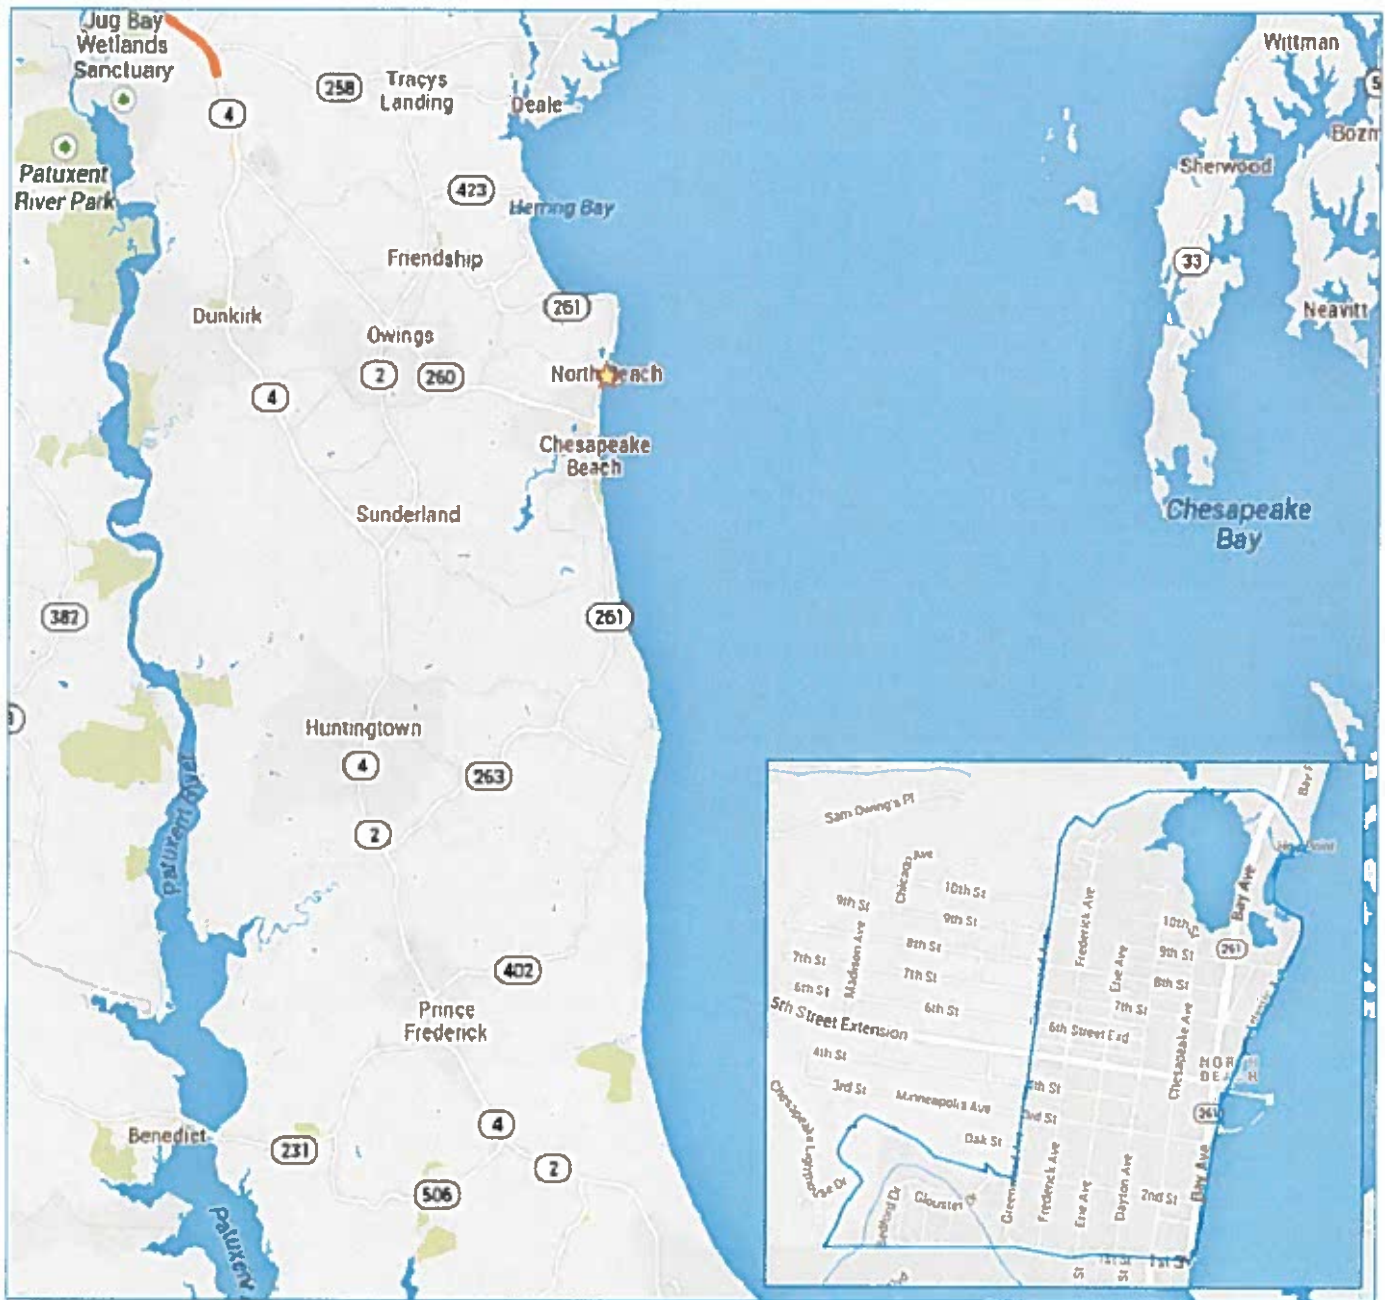 Jug Bay
Wetlands
Sanctuary
Wittman
258
Tracys
Landing
Deale
4
Patuxent
River Park
423
Herring Bay
Sherwood
Friendship
33
261
Dunkirk
Neavitt
Owings
2
260
North Beach
4
Chesapeake
Beach
Sunderland
Chesapeake
Bay
382
261
Huntingtown
4
263
2
Patuxent River
402
Prince
Frederick
4
Benedict
231
2
506
Patuxent
Sam Owing's Pl
Chicago Ave
10th St
9th St
9th St
Madison Ave
8th St
7th St
7th St
6th St
6th St
5th Street Extension
4th St
3rd St
Minneapolis Ave
Oak St
Frederick Ave
Erie Ave
10th St
Bay Ave
261
9th St
8th St
7th St
Chesapeake Ave
6th Street
NORTH
BEACH
261
Frederick Ave
Erie Ave
Dayton Ave
2nd St
Bay Ave
Gloucester Dr
1st St
1st St
St
St